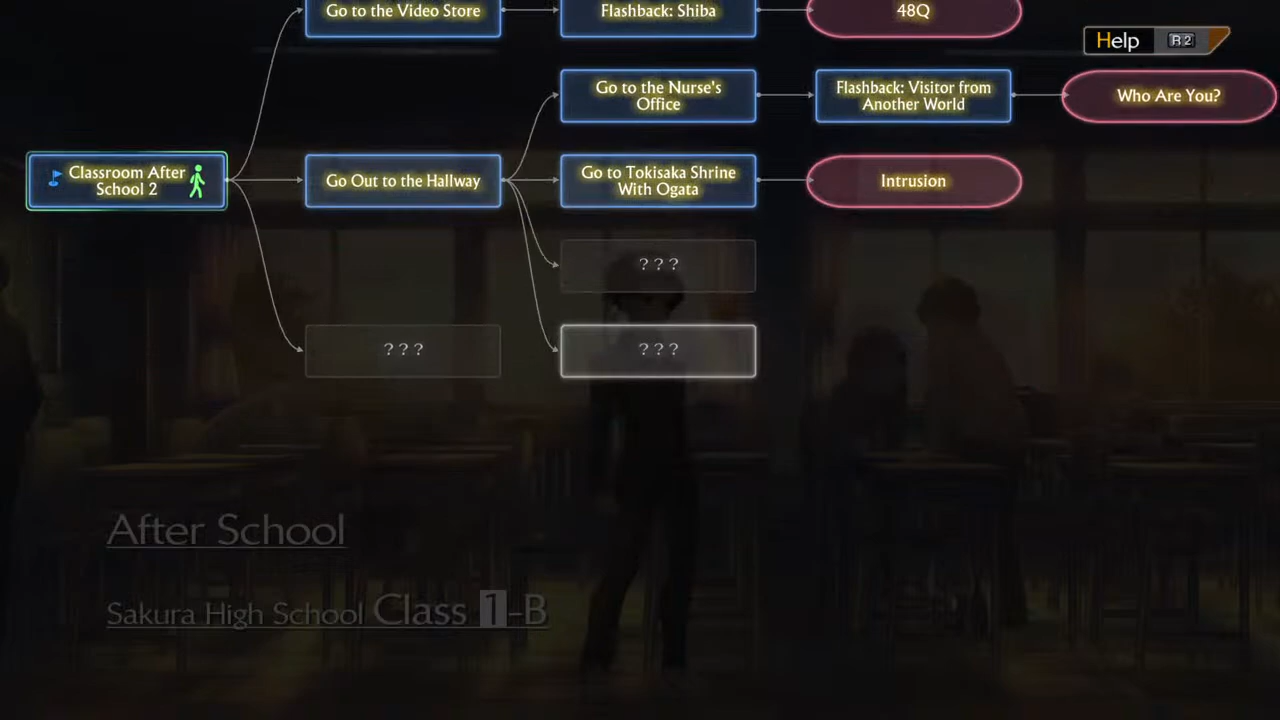 Go to the Video Store
Flashback: Shiba
48Q
Help R2
Go to the Nurse's
Office
Flashback: Visitor from
Another World
Who Are You?
Classroom After
School 2
Go Out to the Hallway
Go to Tokisaka Shrine
With Ogata
Intrusion
? ? ?
? ? ?
? ? ?
After School
Sakura High School Class 1-B